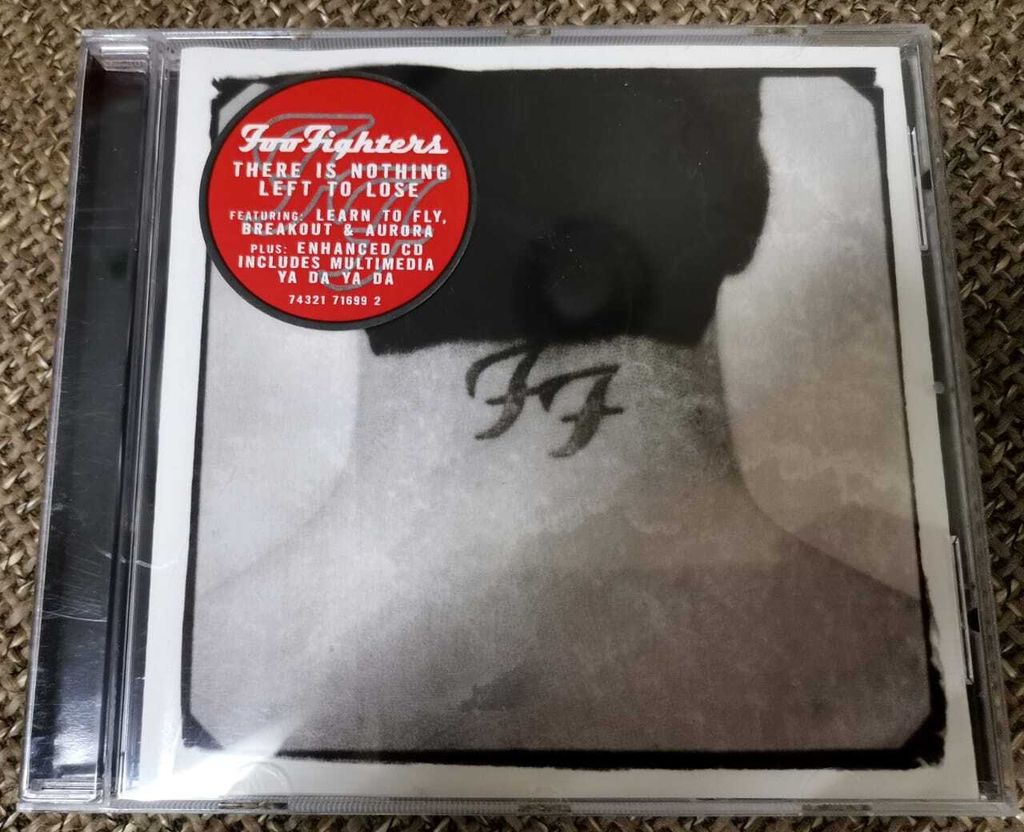 Foo Fighters
THERE IS NOTHING
LEFT TO LOSE
FEATURING: LEARN TO FLY,
BREAKOUT & AURORA
PLUS: ENHANCED CD
INCLUDES MULTIMEDIA
YA DA YA DA
74321 71699 2
FF